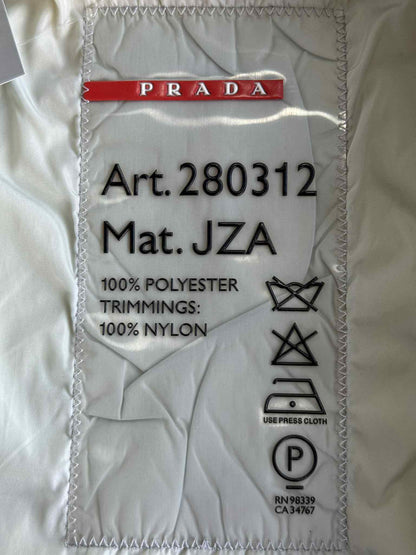 PRADA
Art. 280312
Mat. JZA
100% POLYESTER
TRIMMINGS:
100% NYLON
USE PRESS CLOTH
P
RN 98339
CA 34767